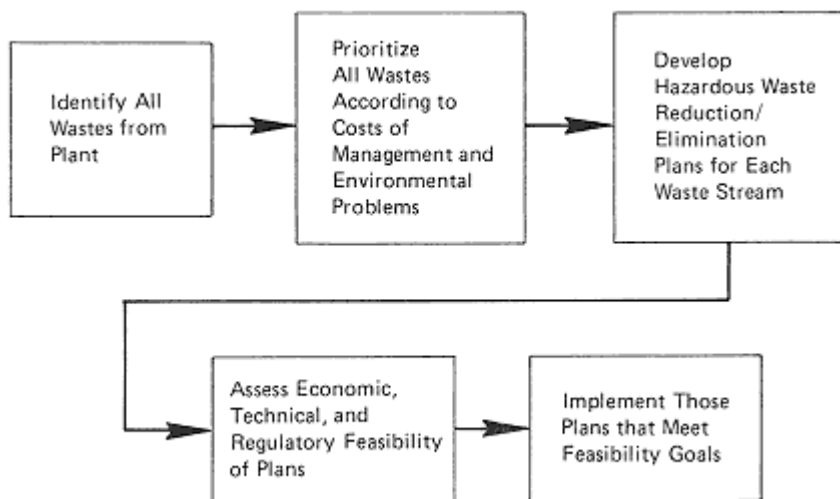 Identify All
Wastes from
Plant
Prioritize
All Wastes
According to
Costs of
Management and
Environmental
Problems
Develop
Hazardous Waste
Reduction/
Elimination
Plans for Each
Waste Stream
Assess Economic,
Technical, and
Regulatory Feasibility
of Plans
Implement Those
Plans that Meet
Feasibility Goals